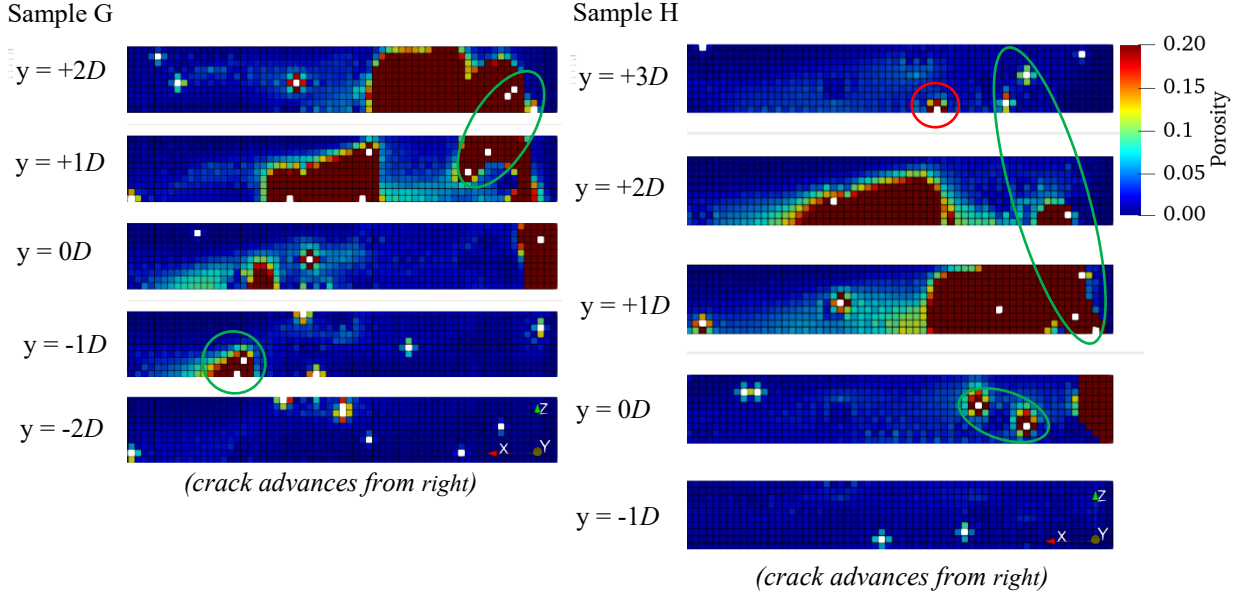 Sample G
y = +2D
y = +1D
y = 0D
y = -1D
y = -2D
Z
X
Y
(crack advances from right)
Sample H
y = +3D
y = +2D
y = +1D
y = 0D
y = -1D
Z
X
Y
(crack advances from right)
0.20
0.15
0.1
0.05
0.00
Porosity